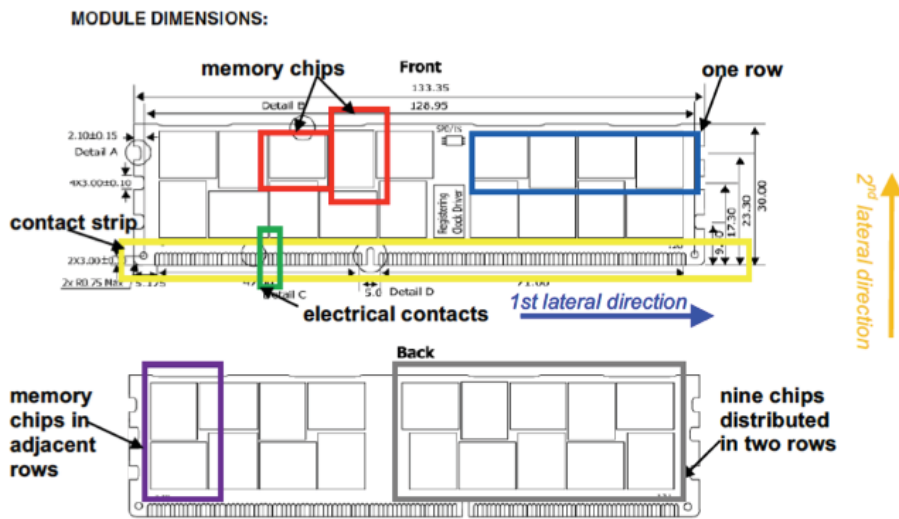 MODULE DIMENSIONS:
memory chips
Front
one row
133.35
Detail B
128.95
2.10±0.15
Detail A
SPD/TS
4X3.00±0.10
Registering
Clock Driver
17.30
23.30
30.00
2nd lateral direction
contact strip
2X3.00±0
2x R0.75 Max
5.175
Detail C
5.0
Detail D
71.00
electrical contacts
1st lateral direction
Back
memory
chips in
adjacent
rows
nine chips
distributed
in two rows